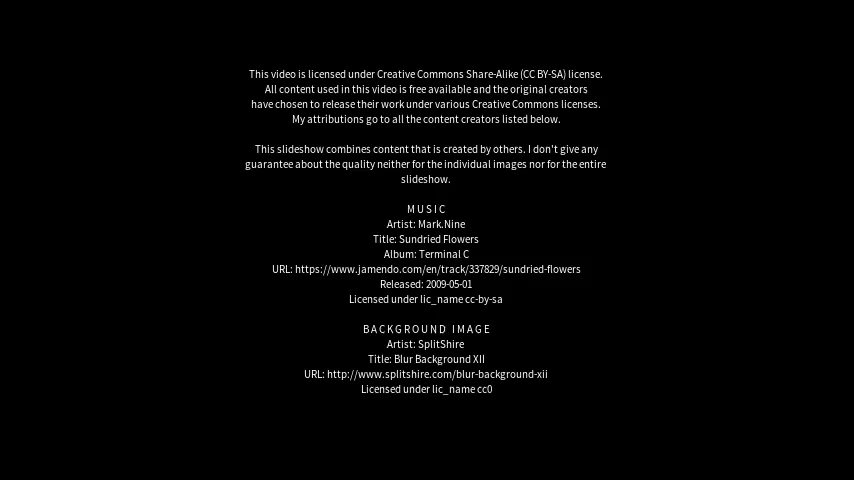 This video is licensed under Creative Commons Share-Alike (CC BY-SA) license.
All content used in this video is free available and the original creators
have chosen to release their work under various Creative Commons licenses.
My attributions go to all the content creators listed below.
This slideshow combines content that is created by others. I don't give any
guarantee about the quality neither for the individual images nor for the entire
slideshow.
MUSIC
Artist: Mark.Nine
Title: Sundried Flowers
Album: Terminal C
URL: https://www.jamendo.com/en/track/337829/sundried-flowers
Released: 2009-05-01
Licensed under lic_name cc-by-sa
BACKGROUND IMAGE
Artist: SplitShire
Title: Blur Background XII
URL: http://www.splitshire.com/blur-background-xii
Licensed under lic_name cc0